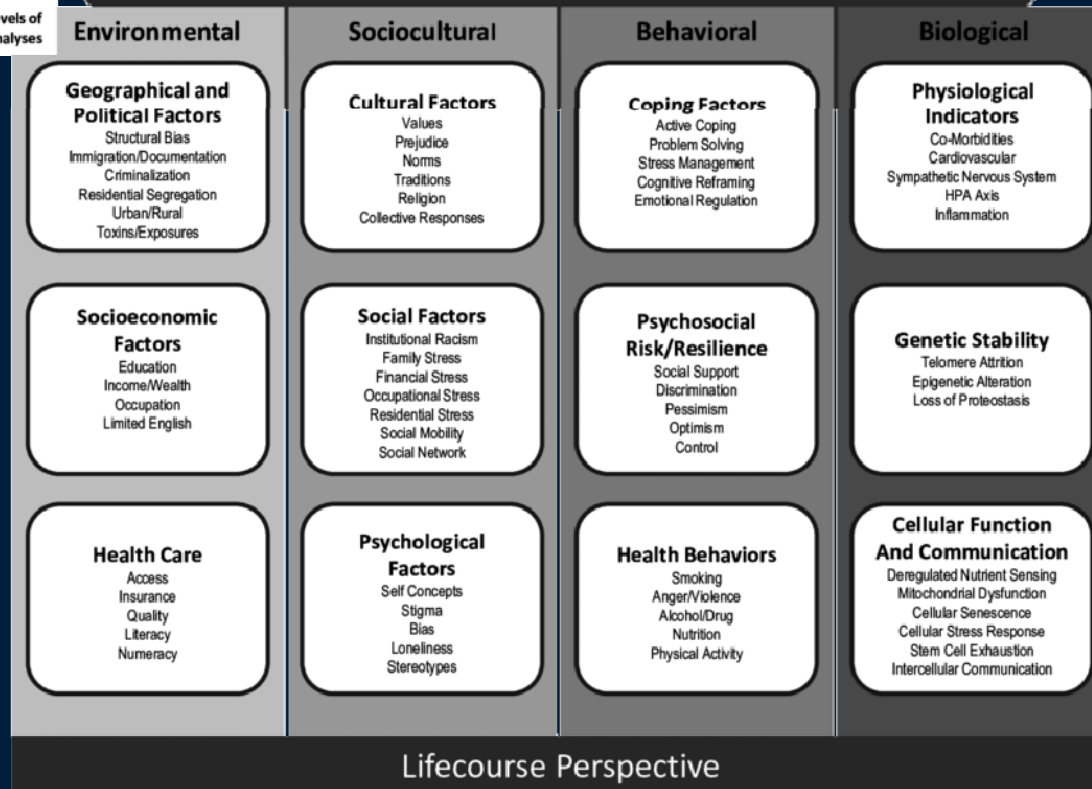 evels of
nalyses
Environmental
Geographical and
Political Factors
Structural Bias
Immigration/Documentation
Criminalization
Residential Segregation
Urban/Rural
Toxins/Exposures
Socioeconomic
Factors
Education
Income/Wealth
Occupation
Limited English
Health Care
Access
Insurance
Quality
Literacy
Numeracy
Sociocultural
Cultural Factors
Values
Prejudice
Norms
Traditions
Religion
Collective Responses
Social Factors
Institutional Racism
Family Stress
Financial Stress
Occupational Stress
Residential Stress
Social Mobility
Social Network
Psychological
Factors
Self Concepts
Stigma
Bias
Loneliness
Stereotypes
Behavioral
Coping Factors
Active Coping
Problem Solving
Stress Management
Cognitive Reframing
Emotional Regulation
Psychosocial
Risk/Resilience
Social Support
Discrimination
Pessimism
Optimism
Control
Health Behaviors
Smoking
Anger/Violence
Alcohol/Drug
Nutrition
Physical Activity
Biological
Physiological
Indicators
Co-Morbidities
Cardiovascular
Sympathetic Nervous System
HPA Axis
Inflammation
Genetic Stability
Telomere Attrition
Epigenetic Alteration
Loss of Proteostasis
Cellular Function
And Communication
Deregulated Nutrient Sensing
Mitochondrial Dysfunction
Cellular Senescence
Cellular Stress Response
Stem Cell Exhaustion
Intercellular Communication
Lifecourse Perspective